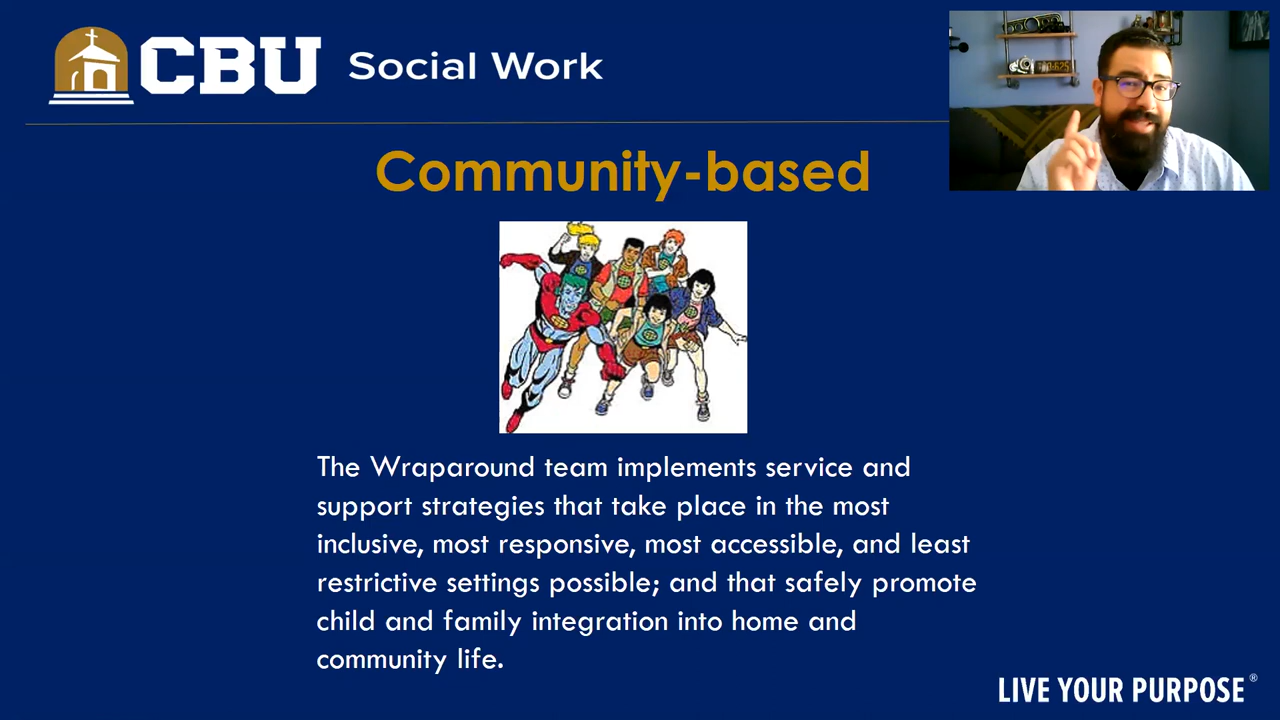 CBU Social Work
Community-based
The Wraparound team implements service and
support strategies that take place in the most
inclusive, most responsive, most accessible, and least
restrictive settings possible; and that safely promote
child and family integration into home and
community life.
LIVE YOUR PURPOSE®